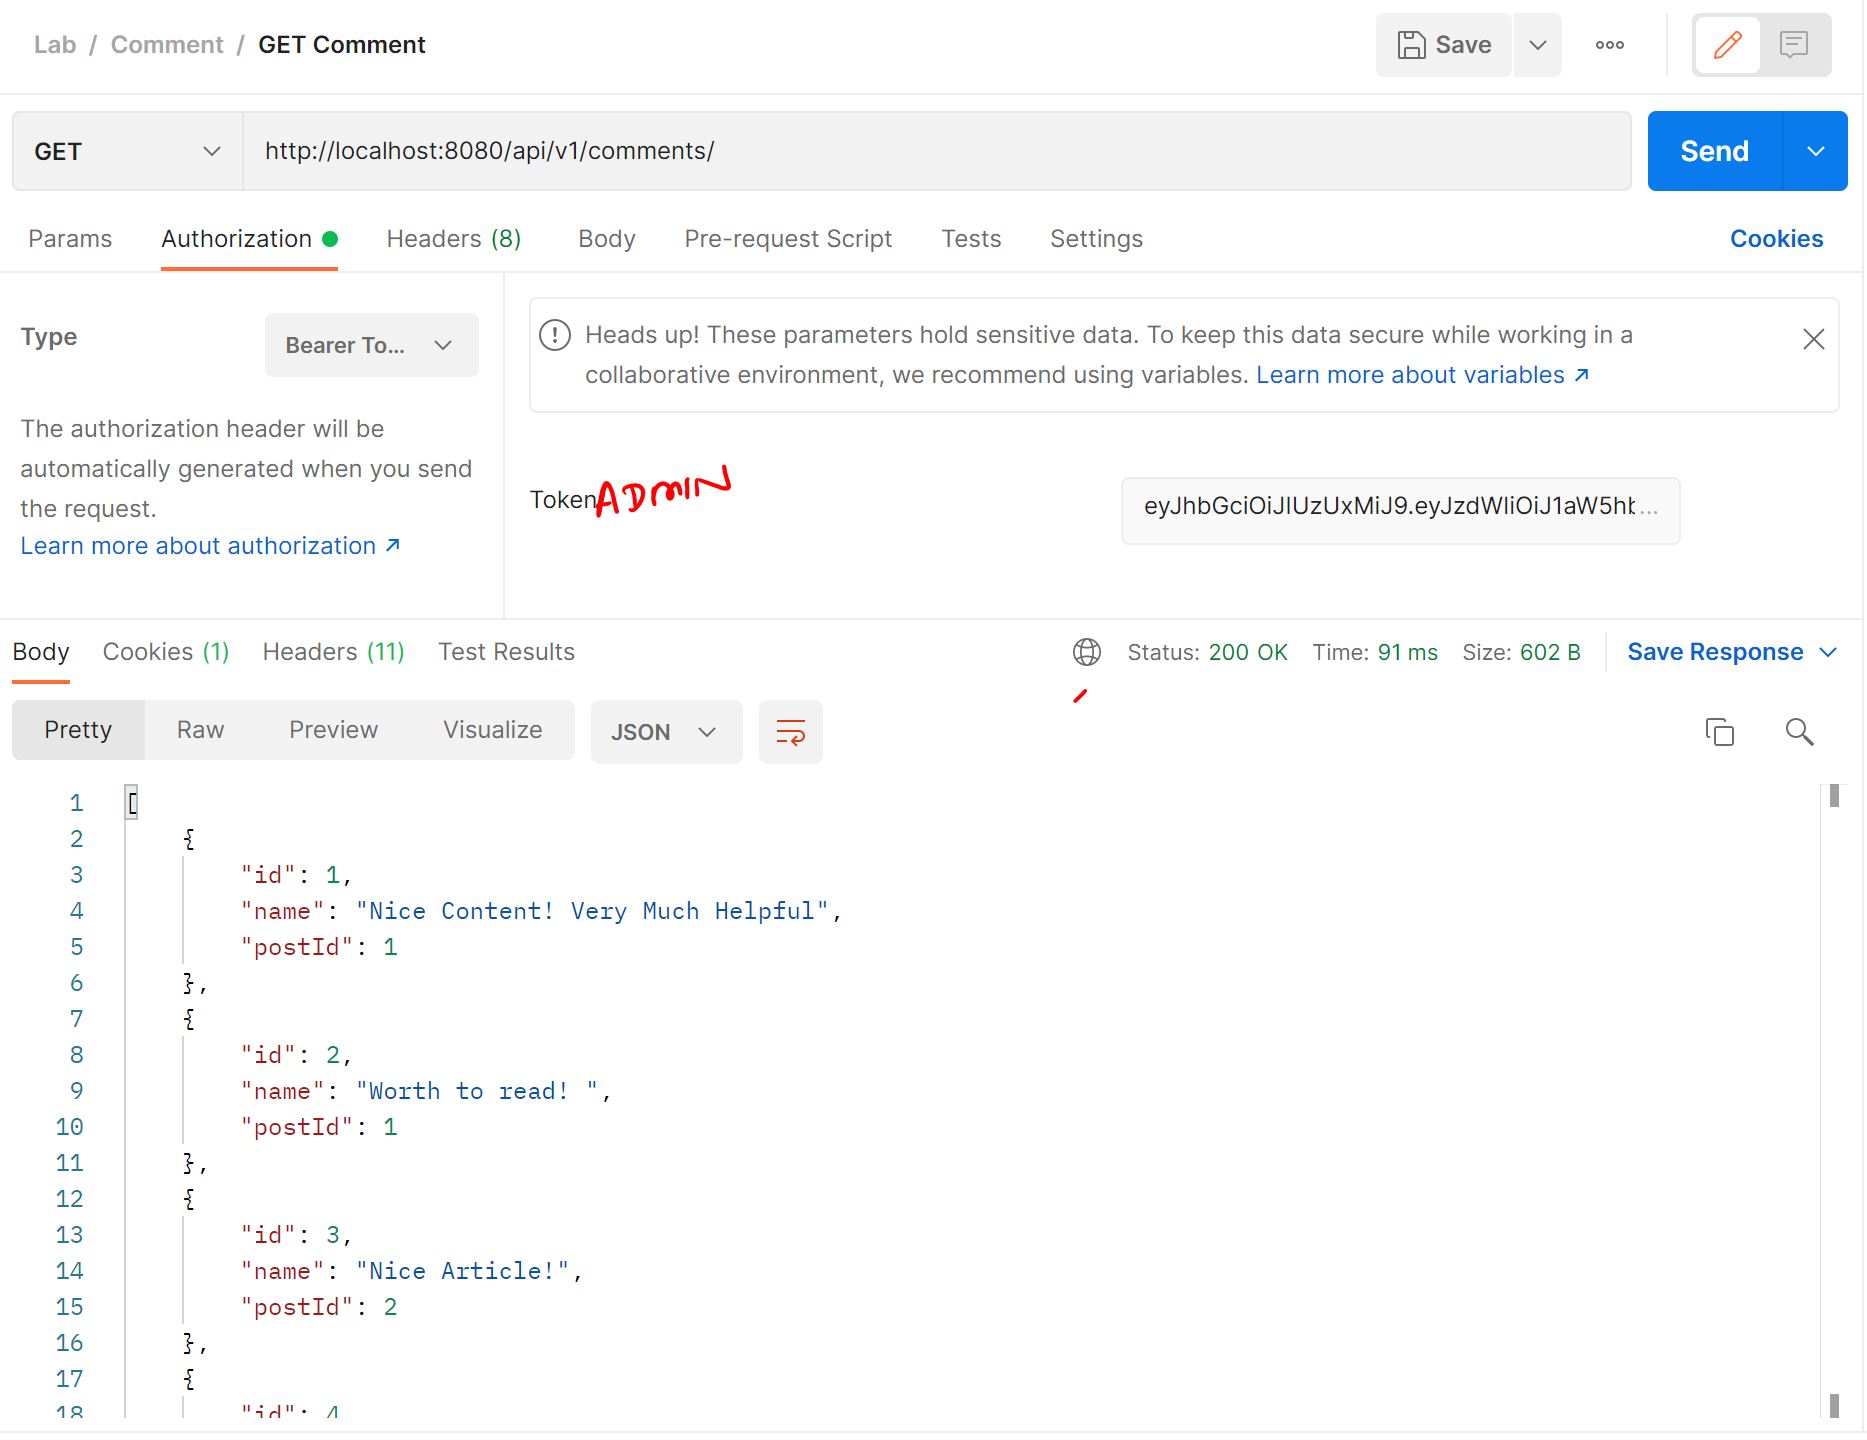 Lab / Comment / GET Comment
Save
GET
http://localhost:8080/api/v1/comments/
Send
Params Authorization Headers (8) Body Pre-request Script Tests Settings Cookies
Type
Bearer To...
Heads up! These parameters hold sensitive data. To keep this data secure while working in a
collaborative environment, we recommend using variables. Learn more about variables ↗
The authorization header will be
automatically generated when you send
the request.
Learn more about authorization ↗
Token ADMIN
eyJhbGciOiJIUzUxMiJ9.eyJzdWIiOiJ1aW5ht...
Body Cookies (1) Headers (11) Test Results
Status: 200 OK Time: 91 ms Size: 602 B Save Response
Pretty Raw Preview Visualize JSON
1 [
2 {
3 "id": 1,
4 "name": "Nice Content! Very Much Helpful",
5 "postId": 1
6 },
7 {
8 "id": 2,
9 "name": "Worth to read! ",
10 "postId": 1
11 },
12 {
13 "id": 3,
14 "name": "Nice Article!",
15 "postId": 2
16 },
17 {
18 "id": 4